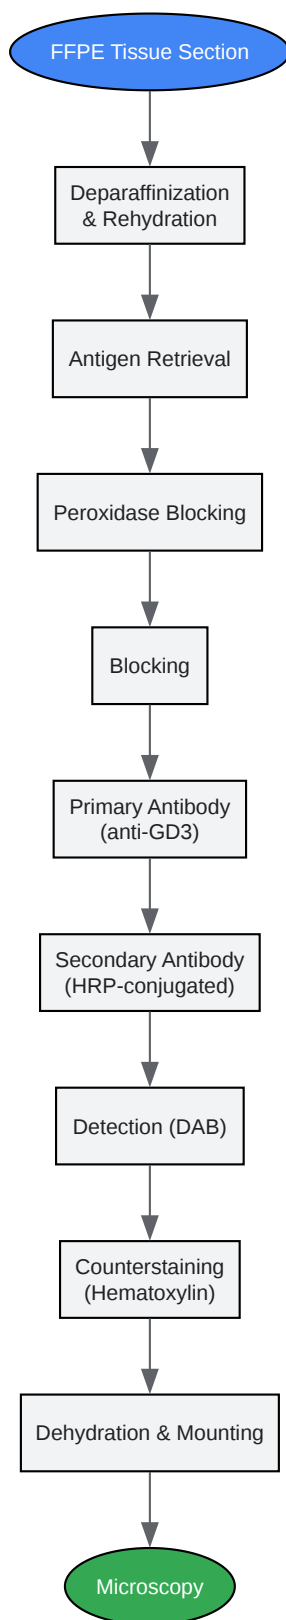 FFPE Tissue Section
Deparaffinization
& Rehydration
Antigen Retrieval
Peroxidase Blocking
Blocking
Primary Antibody
(anti-GD3)
Secondary Antibody
(HRP-conjugated)
Detection (DAB)
Counterstaining
(Hematoxylin)
Dehydration & Mounting
Microscopy